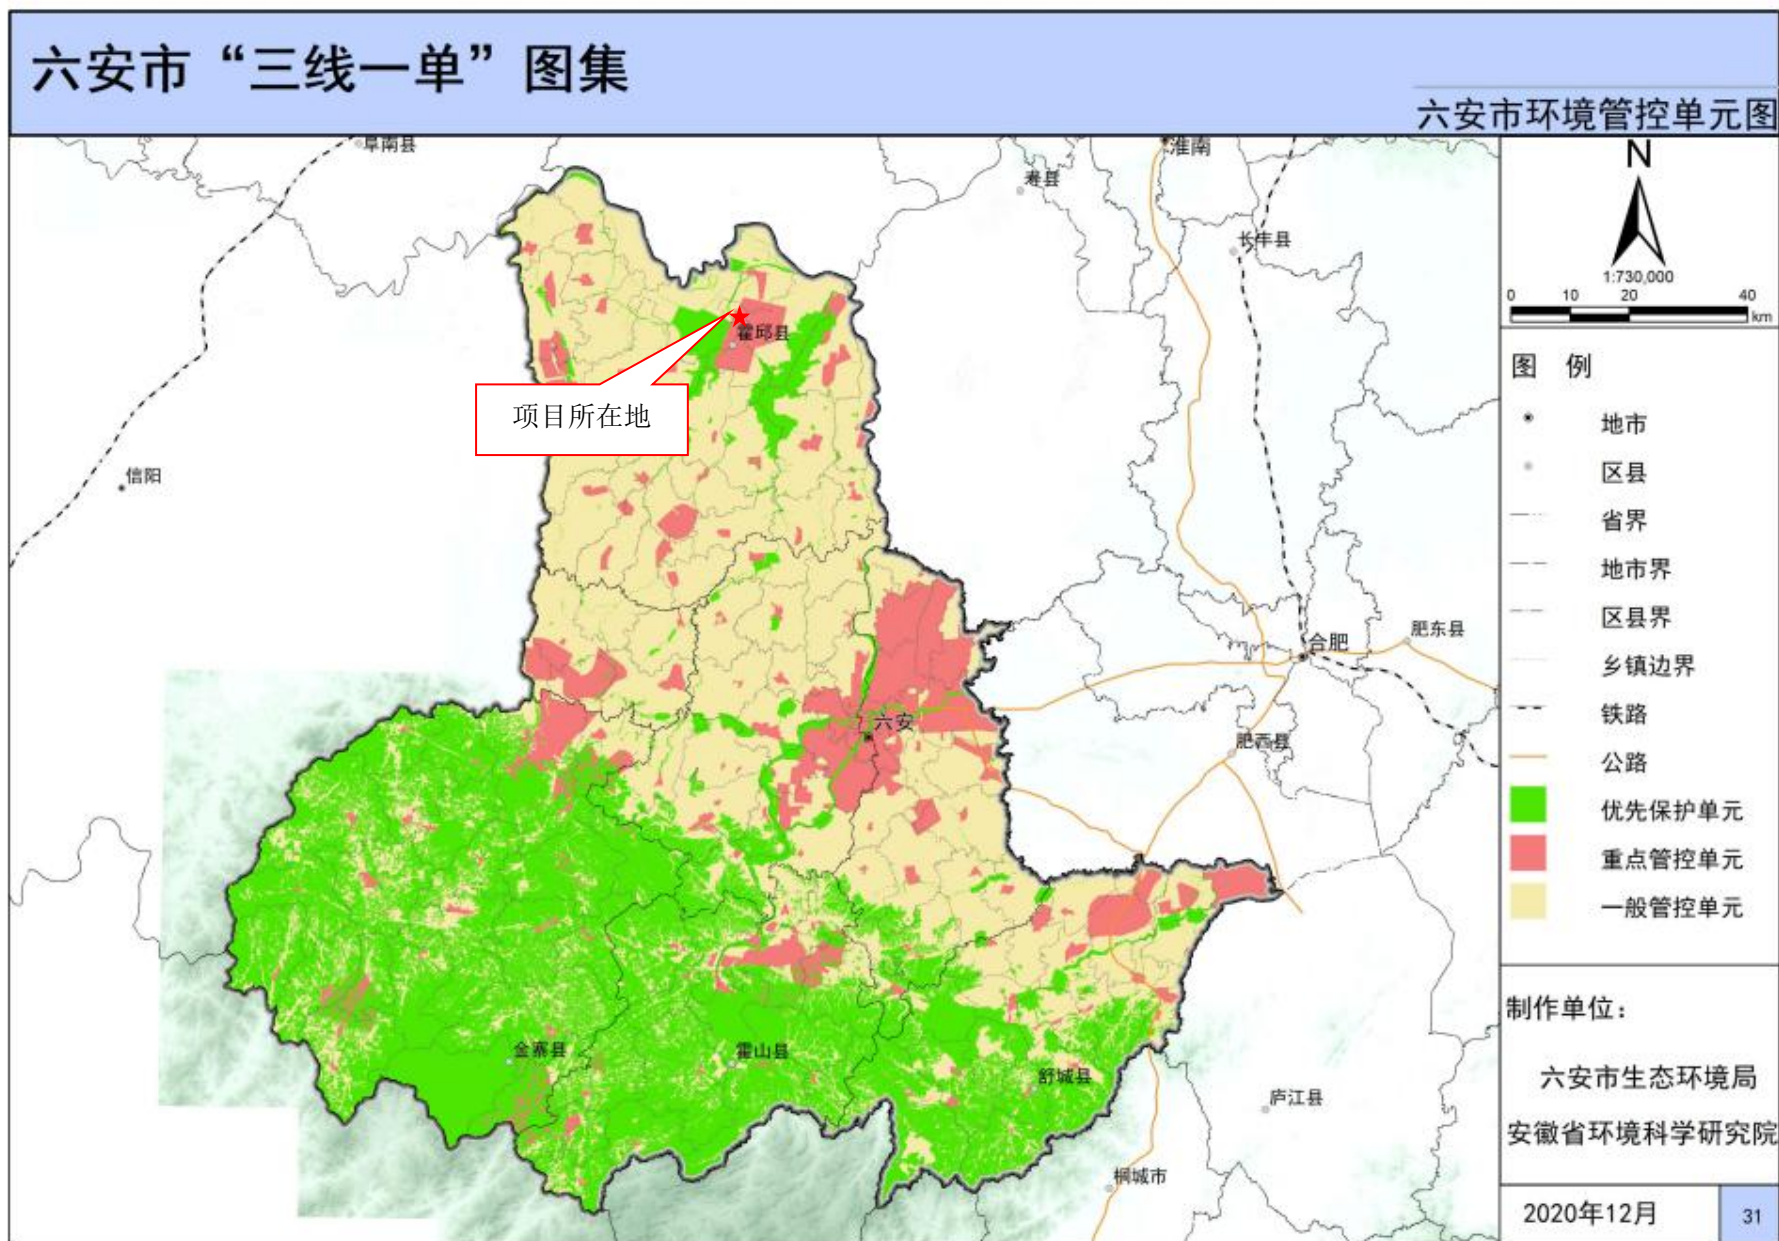 六安市“三线一单”图集
六安市环境管控单元图
阜南县
淮南
寿县
长丰县
霍邱县
项目所在地
信阳
合肥
肥东县
六安
肥西县
金寨县
霍山县
舒城县
庐江县
桐城市
N
1:730,000
0 10 20 40
km
图 例
地市
区县
省界
地市界
区县界
乡镇边界
铁路
公路
优先保护单元
重点管控单元
一般管控单元
制作单位：
六安市生态环境局
安徽省环境科学研究院
2020年12月
31